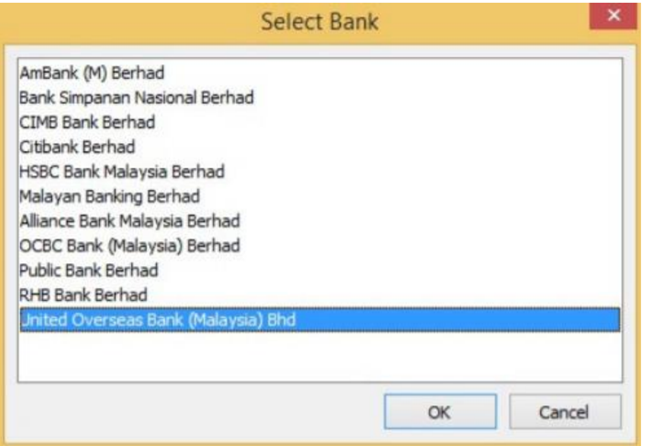 Select Bank
AmBank (M) Berhad
Bank Simpanan Nasional Berhad
CIMB Bank Berhad
Citibank Berhad
HSBC Bank Malaysia Berhad
Malayan Banking Berhad
Alliance Bank Malaysia Berhad
OCBC Bank (Malaysia) Berhad
Public Bank Berhad
RHB Bank Berhad
United Overseas Bank (Malaysia) Bhd
OK
Cancel